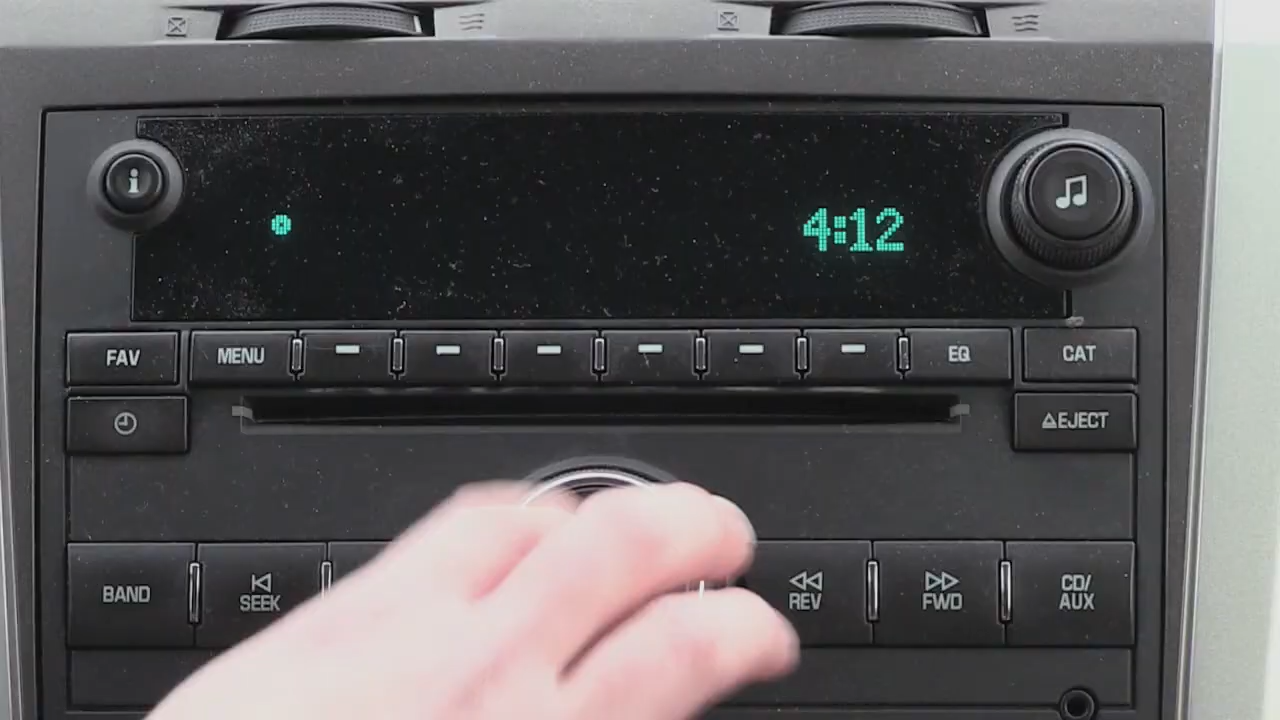 4:12
FAV
MENU
EQ
CAT
EJECT
BAND
SEEK
REV
FWD
CD/
AUX